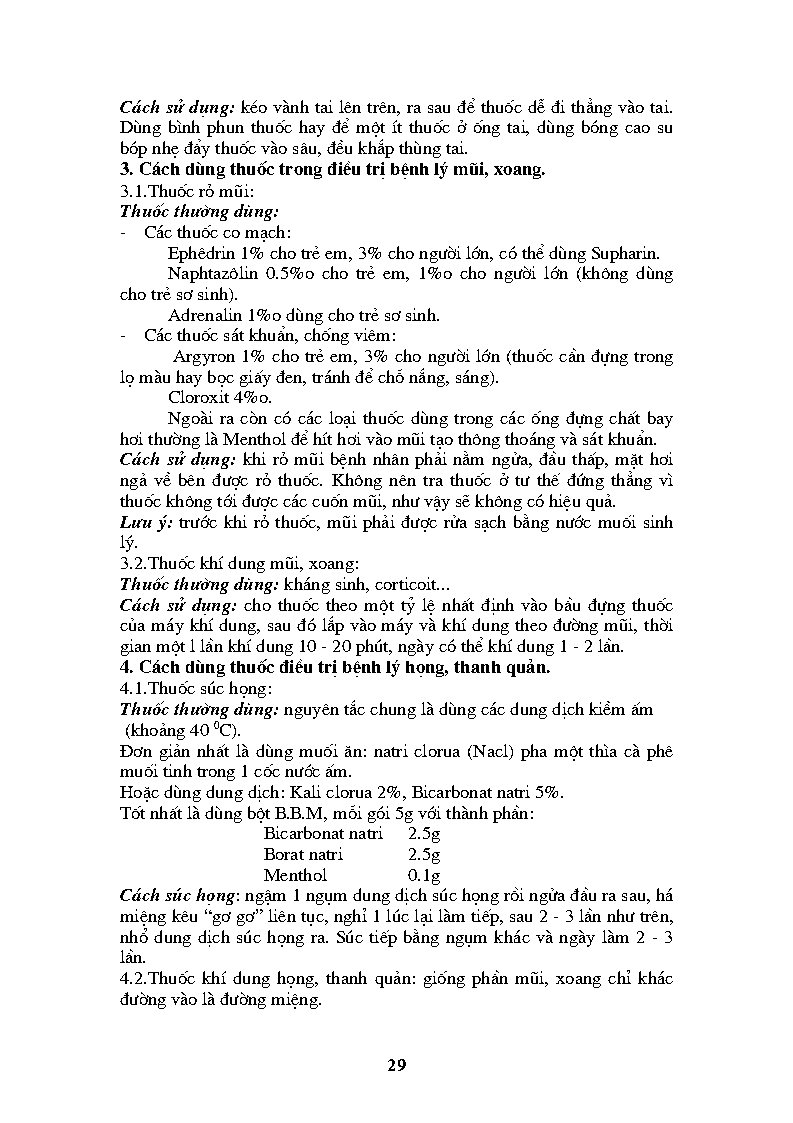 Cách sử dụng: kéo vành tai lên trên, ra sau để thuốc dễ đi thẳng vào tai.
Dùng bình phun thuốc hay để một ít thuốc ở ống tai, dùng bóng cao su
bóp nhẹ đẩy thuốc vào sâu, đều khắp thùng tai.
3. Cách dùng thuốc trong điều trị bệnh lý mũi, xoang.
3.1.Thuốc rỏ mũi:
Thuốc thường dùng:
- Các thuốc co mạch:
Ephêdrin 1% cho trẻ em, 3% cho người lớn, có thể dùng Supharin.
Naphtazôlin 0.5%o cho trẻ em, 1%o cho người lớn (không dùng
cho trẻ sơ sinh).
Adrenalin 1%o dùng cho trẻ sơ sinh.
- Các thuốc sát khuẩn, chống viêm:
Argyron 1% cho trẻ em, 3% cho người lớn (thuốc cần đựng trong
lọ màu hay bọc giấy đen, tránh để chỗ nắng, sáng).
Cloroxit 4%o.
Ngoài ra còn có các loại thuốc dùng trong các ống đựng chất bay
hơi thường là Menthol để hít hơi vào mũi tạo thông thoáng và sát khuẩn.
Cách sử dụng: khi rỏ mũi bệnh nhân phải nằm ngửa, đầu thấp, mặt hơi
ngả về bên được rỏ thuốc. Không nên tra thuốc ở tư thế đứng thẳng vì
thuốc không tới được các cuốn mũi, như vậy sẽ không có hiệu quả.
Lưu ý: trước khi rỏ thuốc, mũi phải được rửa sạch bằng nước muối sinh
lý.
3.2.Thuốc khí dung mũi, xoang:
Thuốc thường dùng: kháng sinh, corticoit...
Cách sử dụng: cho thuốc theo một tỷ lệ nhất định vào bầu đựng thuốc
của máy khí dung, sau đó lắp vào máy và khí dung theo đường mũi, thời
gian một l lần khí dung 10 - 20 phút, ngày có thể khí dung 1 - 2 lần.
4. Cách dùng thuốc điều trị bệnh lý họng, thanh quản.
4.1.Thuốc súc họng:
Thuốc thường dùng: nguyên tắc chung là dùng các dung dịch kiềm ấm
(khoảng 40 ⁰C).
Đơn giản nhất là dùng muối ăn: natri clorua (Nacl) pha một thìa cà phê
muối tinh trong 1 cốc nước ấm.
Hoặc dùng dung dịch: Kali clorua 2%, Bicarbonat natri 5%.
Tốt nhất là dùng bột B.B.M, mỗi gói 5g với thành phần:
Bicarbonat natri 2.5g
Borat natri 2.5g
Menthol 0.1g
Cách súc họng: ngậm 1 ngụm dung dịch súc họng rồi ngửa đầu ra sau, há
miệng kêu “gơ gơ” liên tục, nghỉ 1 lúc lại làm tiếp, sau 2 - 3 lần như trên,
nhổ dung dịch súc họng ra. Súc tiếp bằng ngụm khác và ngày làm 2 - 3
lần.
4.2.Thuốc khí dung họng, thanh quản: giống phần mũi, xoang chỉ khác
đường vào là đường miệng.
29